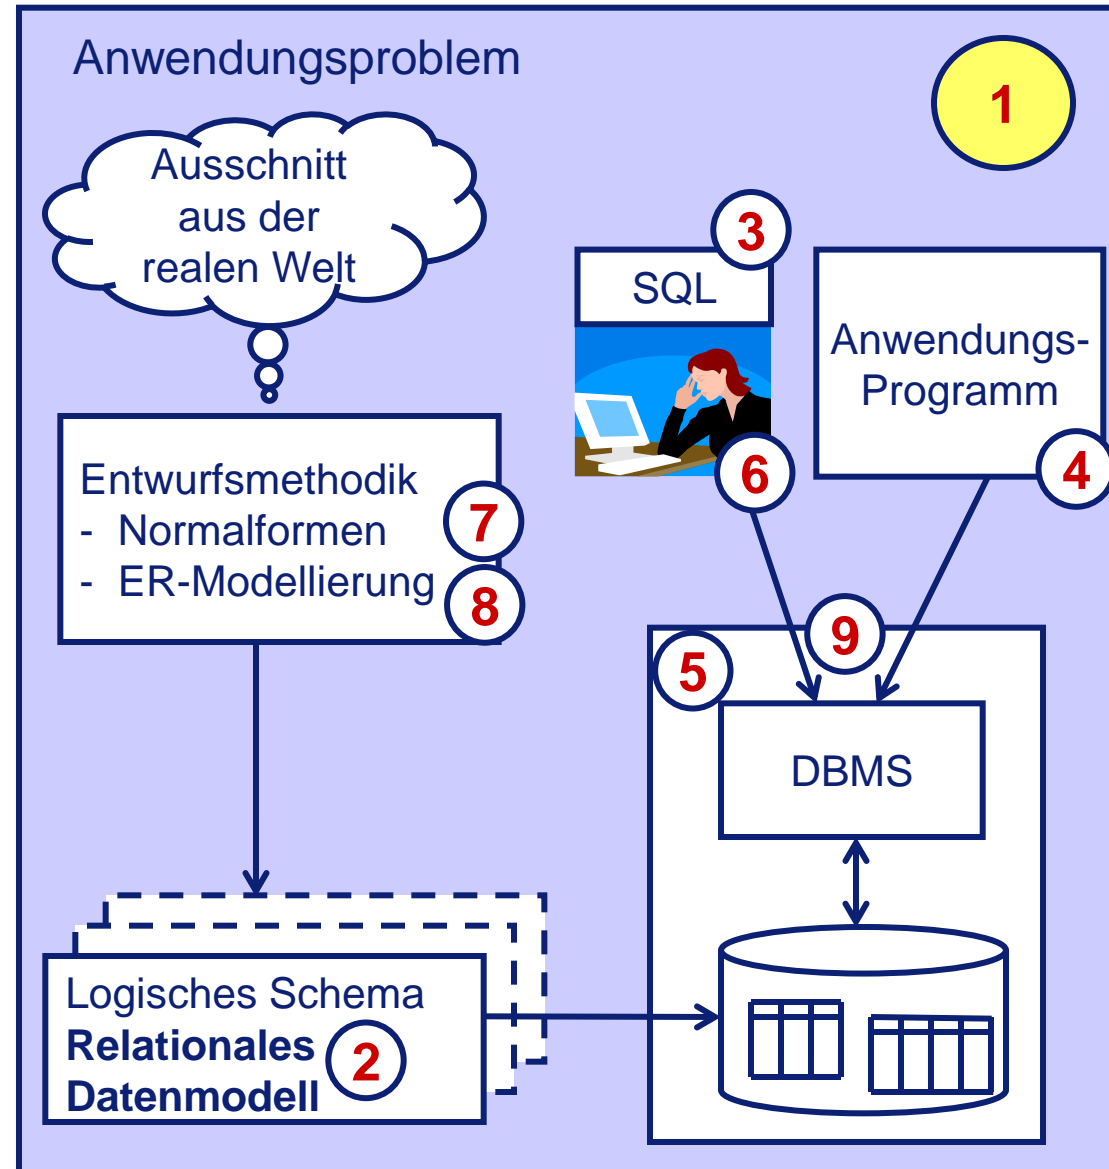 Anwendungsproblem
1
Ausschnitt
aus der
realen Welt
3
SQL
Anwendungs-
Programm
6
4
Entwurfsmethodik
- Normalformen
7
- ER-Modellierung
8
9
5
DBMS
Logisches Schema
Relationales
2
Datenmodell